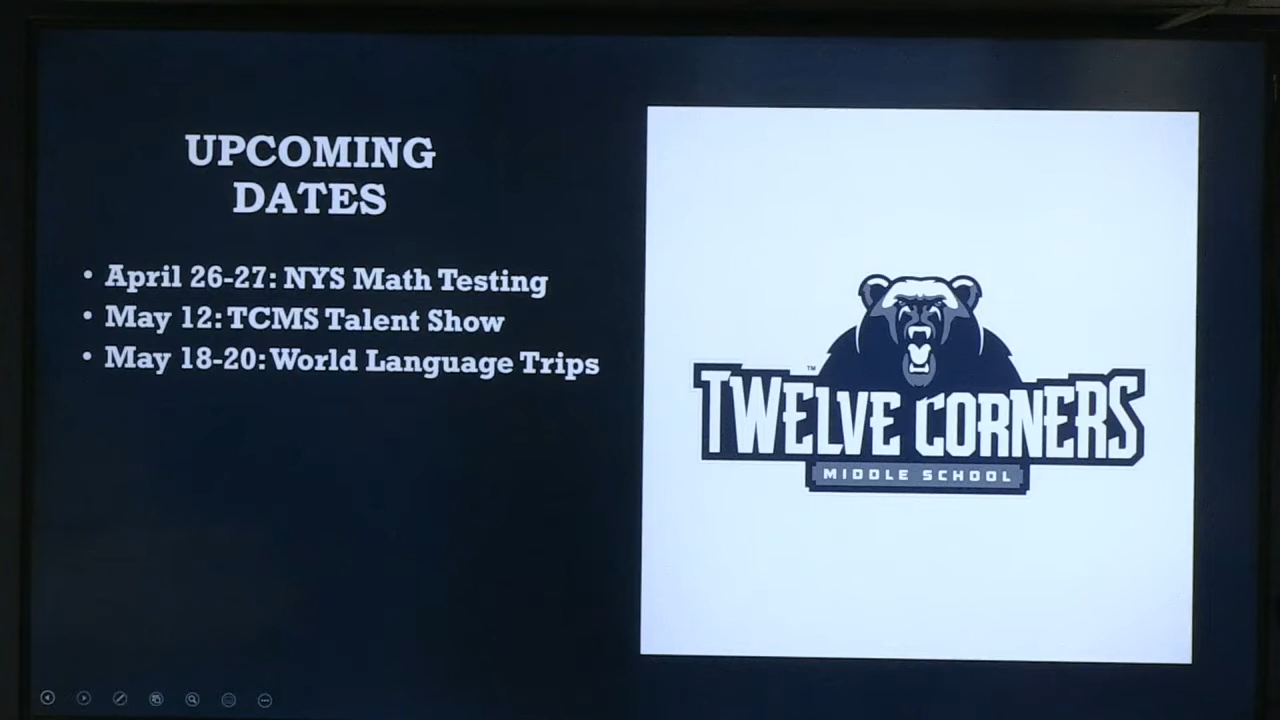 UPCOMING
DATES
• April 26-27: NYS Math Testing
• May 12: TCMS Talent Show
• May 18-20: World Language Trips
™
TWELVE CORNERS
MIDDLE SCHOOL